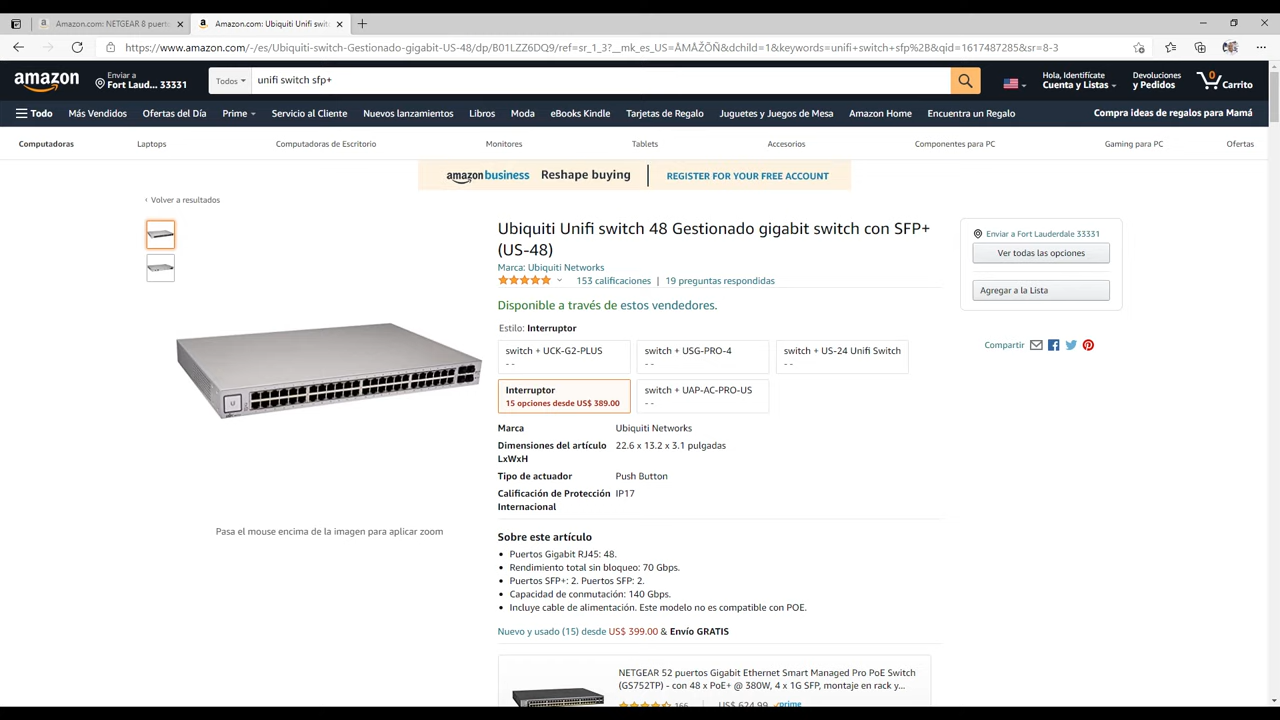 Amazon.com: NETGEAR 8 puerto
Amazon.com: Ubiquiti Unifi swit
https://www.amazon.com/-/es/Ubiquiti-switch-Gestionado-gigabit-US-48/dp/B01LZZ6DQ9/ref=sr_1_3?__mk_es_US=ÅMÅŽÕÑ&dchild=1&keywords=unifi+switch+sfp%2B&qid=1617487285&sr=8-3
amazon
Enviar a
Fort Laud... 33331
Todos
unifi switch sfp+
Hola, Identifícate
Cuenta y Listas
Devoluciones
y Pedidos
0
Carrito
Todo
Más Vendidos
Ofertas del Día
Prime
Servicio al Cliente
Nuevos lanzamientos
Libros
Moda
eBooks Kindle
Tarjetas de Regalo
Juguetes y Juegos de Mesa
Amazon Home
Encuentra un Regalo
Compra ideas de regalos para Mamá
Computadoras
Laptops
Computadoras de Escritorio
Monitores
Tablets
Accesorios
Componentes para PC
Gaming para PC
Ofertas
amazon business
Reshape buying
REGISTER FOR YOUR FREE ACCOUNT
‹ Volver a resultados
Ubiquiti Unifi switch 48 Gestionado gigabit switch con SFP+
(US-48)
Marca: Ubiquiti Networks
153 calificaciones | 19 preguntas respondidas
Disponible a través de estos vendedores.
Estilo: Interruptor
switch + UCK-G2-PLUS
- -
switch + USG-PRO-4
- -
switch + US-24 Unifi Switch
- -
Interruptor
15 opciones desde US$ 389.00
switch + UAP-AC-PRO-US
- -
Marca Ubiquiti Networks
Dimensiones del artículo 22.6 x 13.2 x 3.1 pulgadas
LxWxH
Tipo de actuador Push Button
Calificación de Protección IP17
Internacional
Pasa el mouse encima de la imagen para aplicar zoom
Sobre este artículo
• Puertos Gigabit RJ45: 48.
• Rendimiento total sin bloqueo: 70 Gbps.
• Puertos SFP+: 2. Puertos SFP: 2.
• Capacidad de conmutación: 140 Gbps.
• Incluye cable de alimentación. Este modelo no es compatible con POE.
Nuevo y usado (15) desde US$ 399.00 & Envío GRATIS
NETGEAR 52 puertos Gigabit Ethernet Smart Managed Pro PoE Switch
(GS752TP) - con 48 x PoE+ @ 380W, 4 x 1G SFP, montaje en rack y...
166
US$ 624.99
prime
Enviar a Fort Lauderdale 33331
Ver todas las opciones
Agregar a la Lista
Compartir